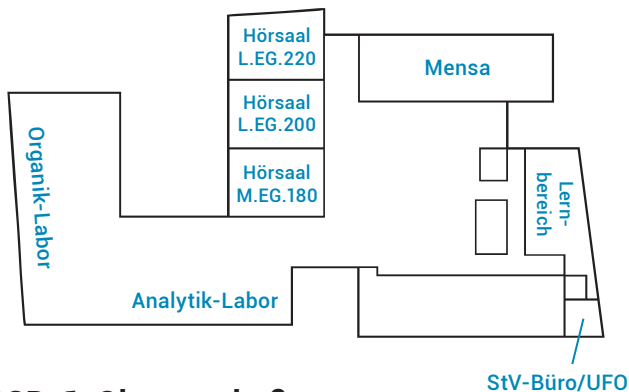 Hörsaal
L.EG.220
Mensa
Hörsaal
L.EG.200
Organik-Labor
Hörsaal
M.EG.180
Lern-
bereich
Analytik-Labor
StV-Büro/UFO